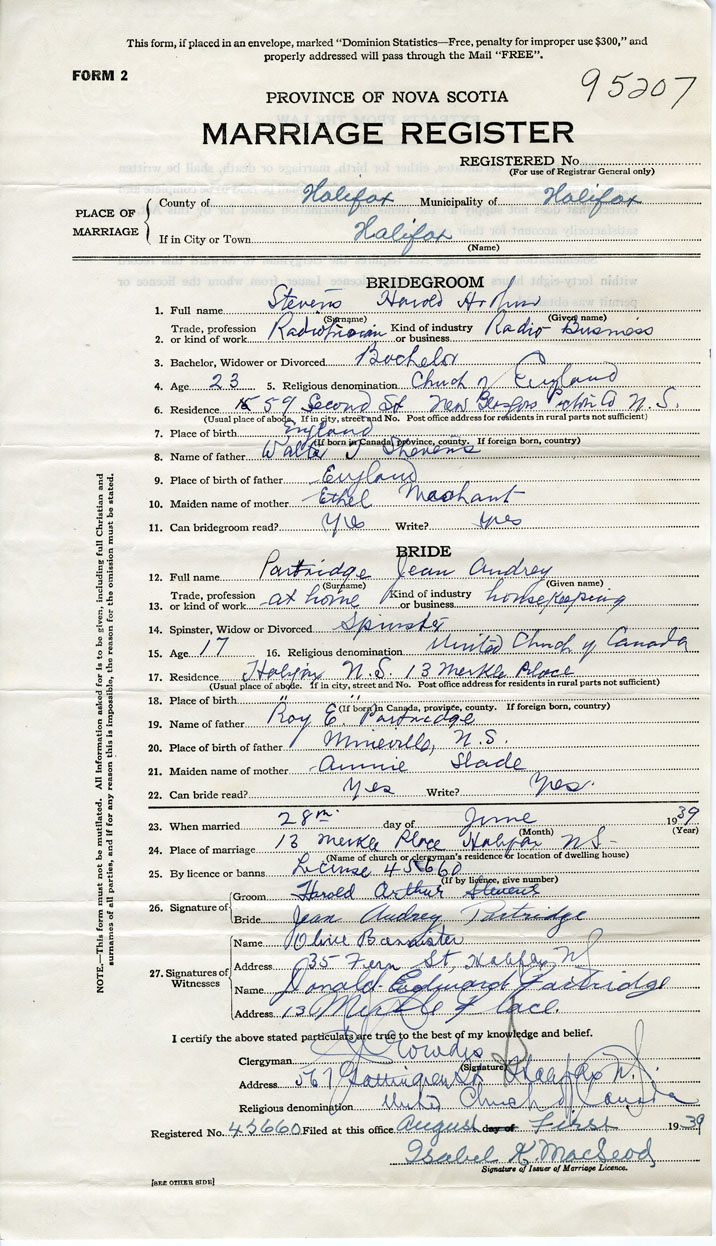 This form, if placed in an envelope, marked "Dominion Statistics—Free, penalty for improper use $300," and
properly addressed will pass through the Mail "FREE".
FORM 2
95207
PROVINCE OF NOVA SCOTIA
MARRIAGE REGISTER
REGISTERED No.
(For use of Registrar General only)
PLACE OF MARRIAGE
County of Halifax Municipality of Halifax
If in City or Town Halifax
(Name)
BRIDEGROOM
1. Full name Stevens Harold Arthur
(Surname) (Given name)
2. Trade, profession or kind of work Kind of industry or business Radio Business
3. Bachelor, Widower or Divorced Bachelor
4. Age 23 5. Religious denomination Church of England
6. Residence 59 Second St New Glasgow N.S.
(Usual place of abode. If in city, street and No. Post office address for residents in rural parts not sufficient)
7. Place of birth England
(If born in Canada, province, county. If foreign born, country)
8. Name of father Walter J Stevens
9. Place of birth of father England
10. Maiden name of mother Ethel
11. Can bridegroom read? Yes Write? Yes
BRIDE
12. Full name Partridge Jean Audrey
(Surname) (Given name)
13. Trade, profession or kind of work at home Kind of industry or business housekeeping
14. Spinster, Widow or Divorced Spinster
15. Age 17 16. Religious denomination United Church of Canada
17. Residence Halifax N.S. 13 Merkle Place
(Usual place of abode. If in city, street and No. Post office address for residents in rural parts not sufficient)
18. Place of birth " "
(If born in Canada, province, county. If foreign born, country)
19. Name of father Roy E. Partridge
20. Place of birth of father Mineville, N.S.
21. Maiden name of mother Annie Slade
22. Can bride read? Yes Write? Yes.
23. When married 28th day of June 1939
(Month) (Year)
24. Place of marriage 13 Merkle Place Halifax N.S.
(Name of church or clergyman's residence or location of dwelling house)
25. By licence or banns License
(If by licence, give number)
26. Signature of
Groom Harold Arthur Stevens
Bride Jean Audrey Partridge
27. Signatures of Witnesses
Name Olive Bannister
Address 35 Fern St, Halifax NS
Name Donald Edward Partridge
Address 13 Merkle Place.
I certify the above stated particulars are true to the best of my knowledge and belief.
Clergyman
(Signature)
Address 567 Gottingen St Halifax N.S.
Religious denomination United Church of Canada
Registered No. 45660 Filed at this office August day of First 1939
Isabel K. MacLeod
Signature of Issuer of Marriage Licence.
[SEE OTHER SIDE]
NOTE.—This form must not be mutilated. All information asked for is to be given, including full Christian and
surnames of all parties, and if for any reason this is impossible, the reason for the omission must be stated.